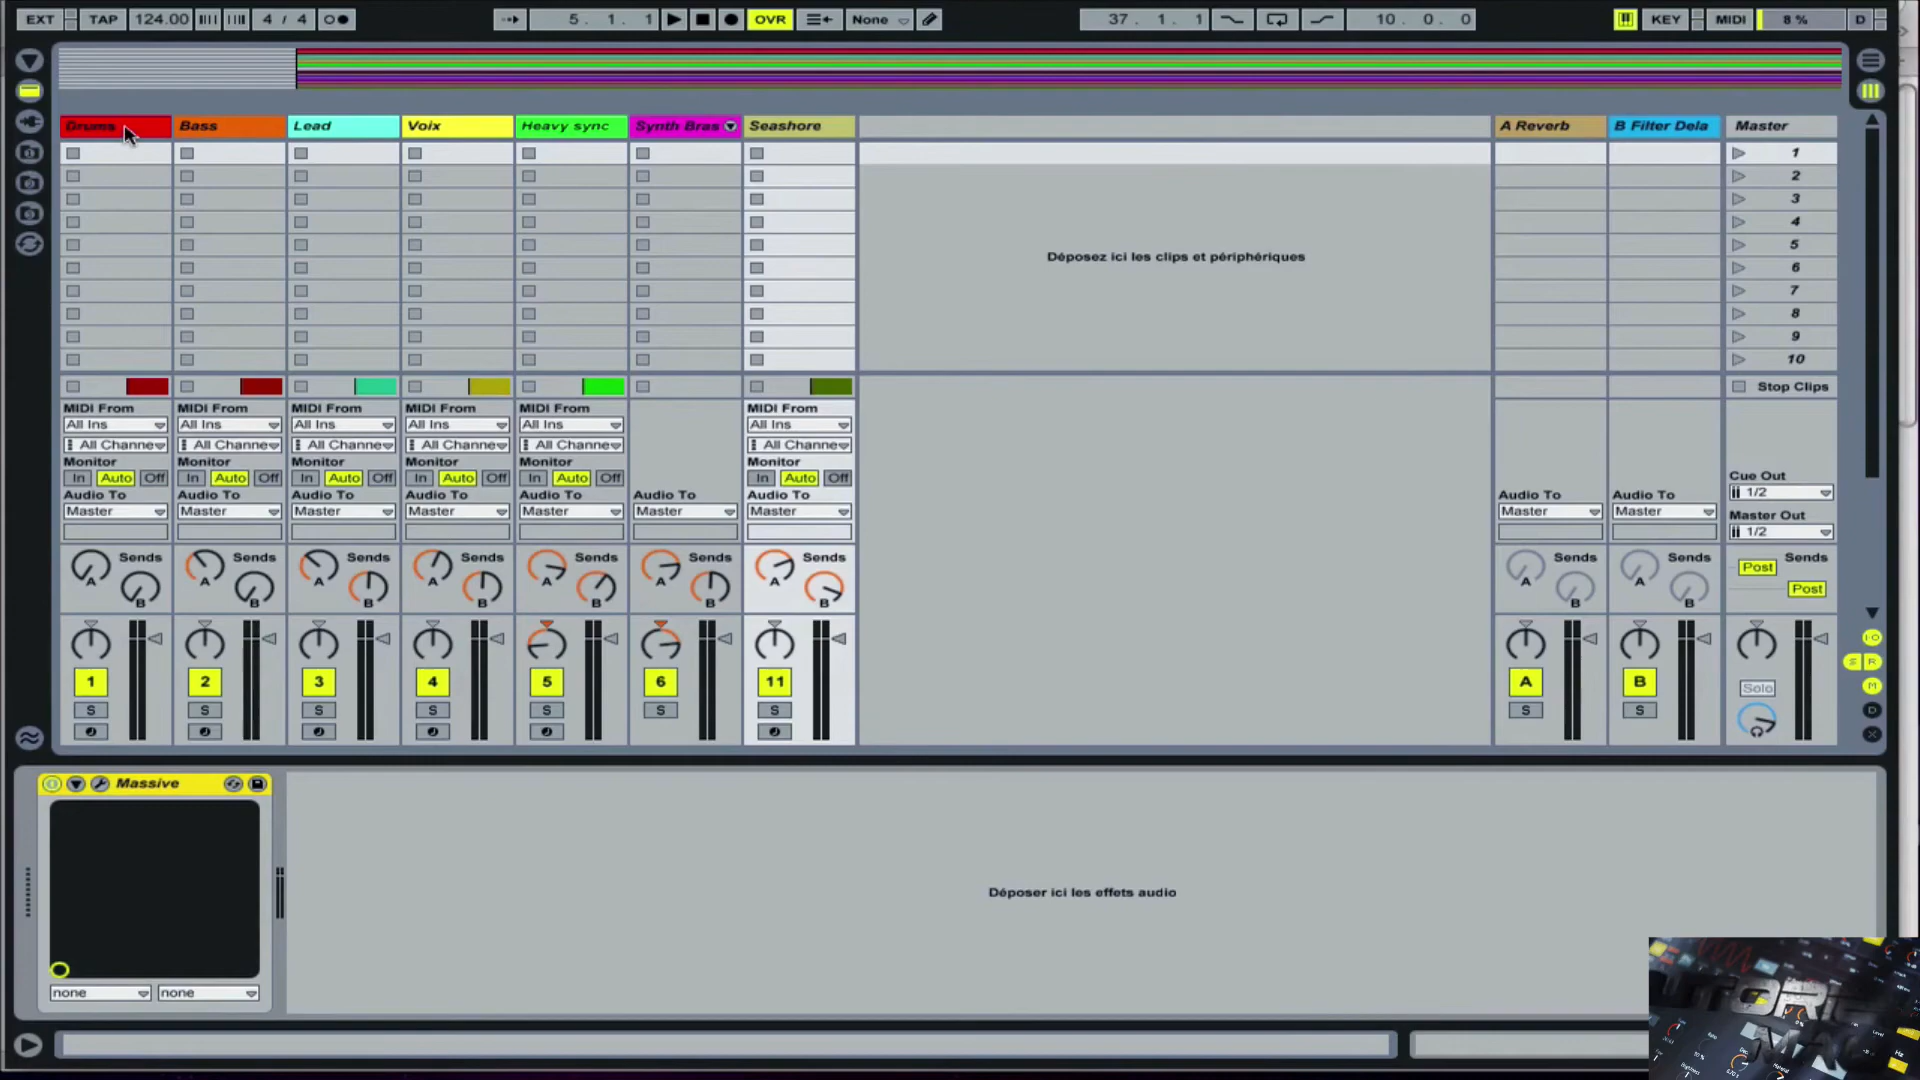 EXT TAP 124.00 4 / 4 5. 1. 1 OVR None 37. 1. 1 10. 0. 0 KEY MIDI 8 % D
Drums Bass Lead Voix Heavy sync Synth Bras Seashore A Reverb B Filter Dela Master
1
2
3
4
5
6
7
8
9
10
Déposez ici les clips et périphériques
Stop Clips
MIDI From MIDI From MIDI From MIDI From MIDI From MIDI From
All Ins All Ins All Ins All Ins All Ins All Ins
All Channe All Channe All Channe All Channe All Channe All Channe
Monitor Monitor Monitor Monitor Monitor Monitor
In Auto Off In Auto Off In Auto Off In Auto Off In Auto Off In Auto Off
Cue Out
1/2
Audio To Audio To Audio To Audio To Audio To Audio To Audio To Audio To Audio To
Master Master Master Master Master Master Master Master Master
Master Out
1/2
Sends Sends Sends Sends Sends Sends Sends Sends Sends Sends
A A A A A A A A A Post
B B B B B B B B B Post
1 2 3 4 5 6 11 A B Solo
S S S S S S S S S
I·O
S R
M
D
X
Massive
Déposer ici les effets audio
none none